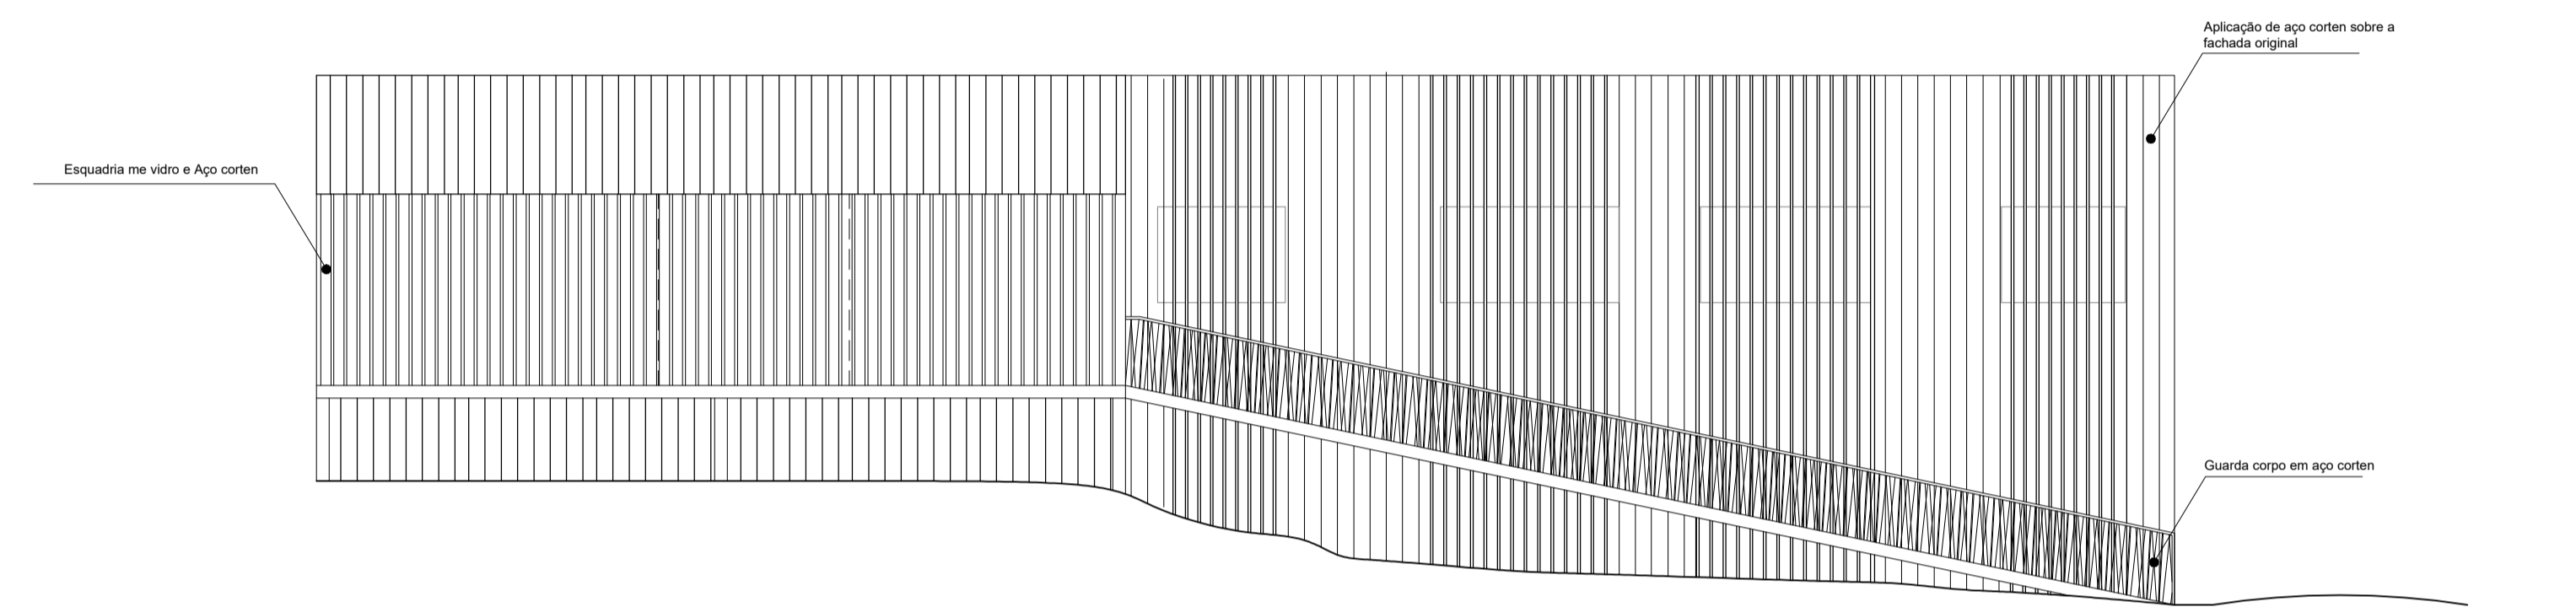 Aplicação de aço corten sobre a
fachada original
Esquadria me vidro e Aço corten
Guarda corpo em aço corten